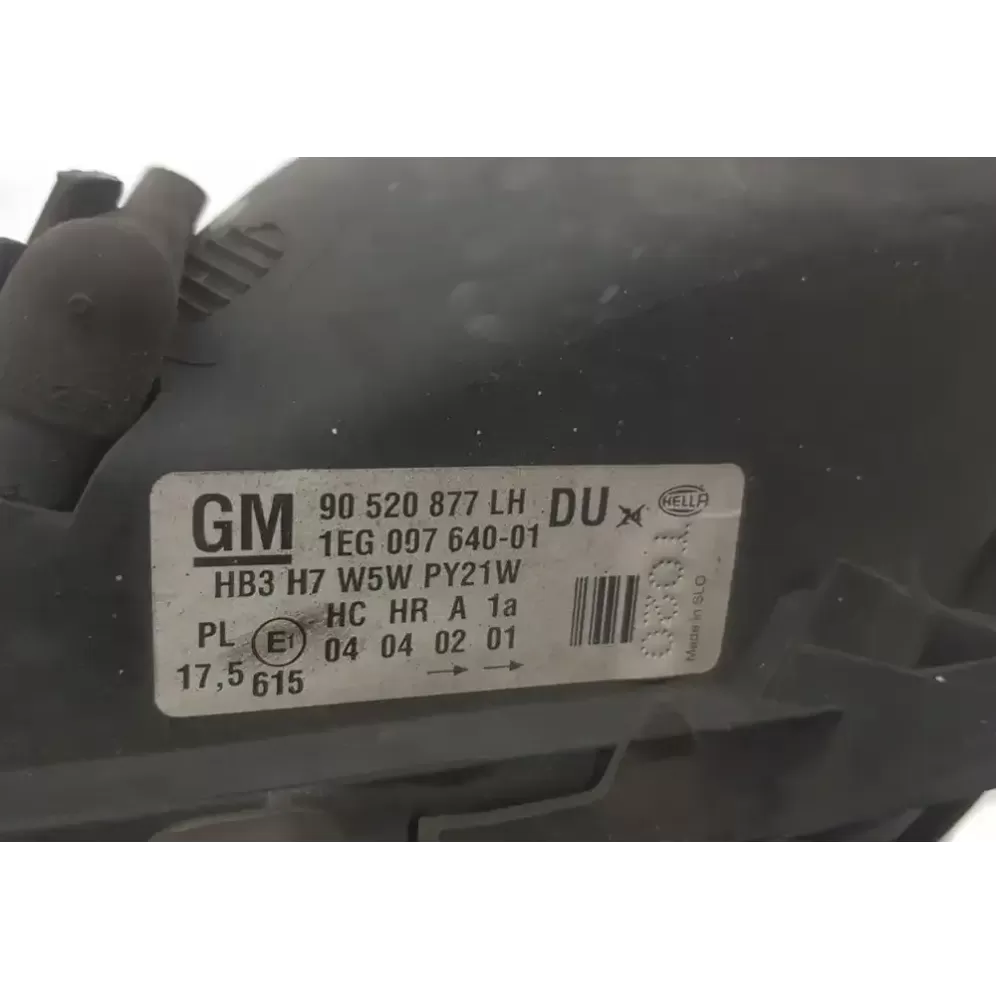 GM 90 520 877 LH DU HELLA
1EG 097 640-01
HB3 H7 W5W PY21W
HC HR A 1a
PL E1 04 04 02 01
17,5 615
Made in SLO